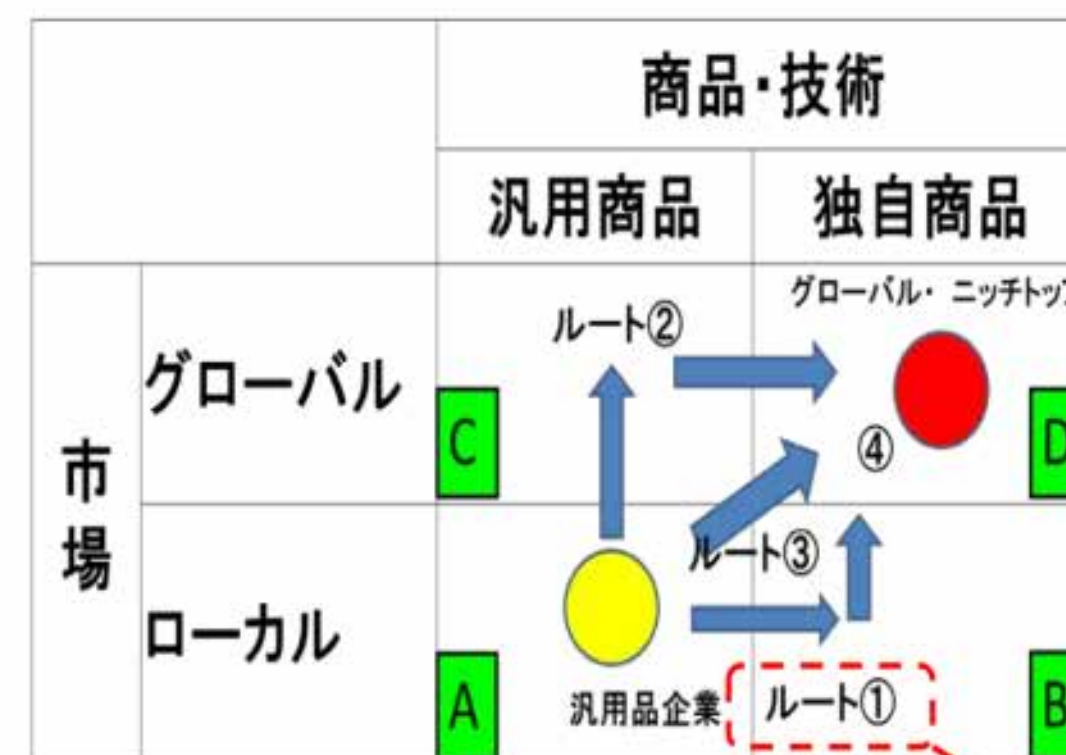 商品・技術
汎用商品
独自商品
グローバル・ ニッチトップ
ルート②
グローバル
C
④
D
市場
ルート③
ローカル
A
汎用品企業
ルート①
B